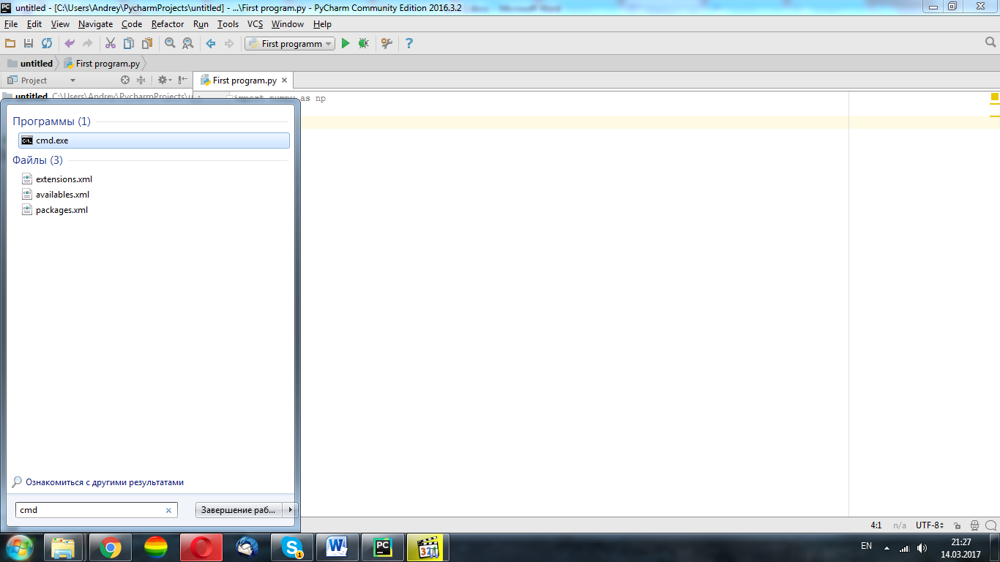 untitled - [C:\Users\Andrey\PycharmProjects\untitled] - ...\First program.py - PyCharm Community Edition 2016.3.2
File Edit View Navigate Code Refactor Run Tools VCS Window Help
First programm
untitled First program.py
Project First program.py
untitled C:\Users\Andrey\PycharmProjects\u
1 import numpy as np
Программы (1)
cmd.exe
Файлы (3)
extensions.xml
availables.xml
packages.xml
Ознакомиться с другими результатами
cmd Завершение раб...
4:1 n/a UTF-8
EN 21:27
14.03.2017